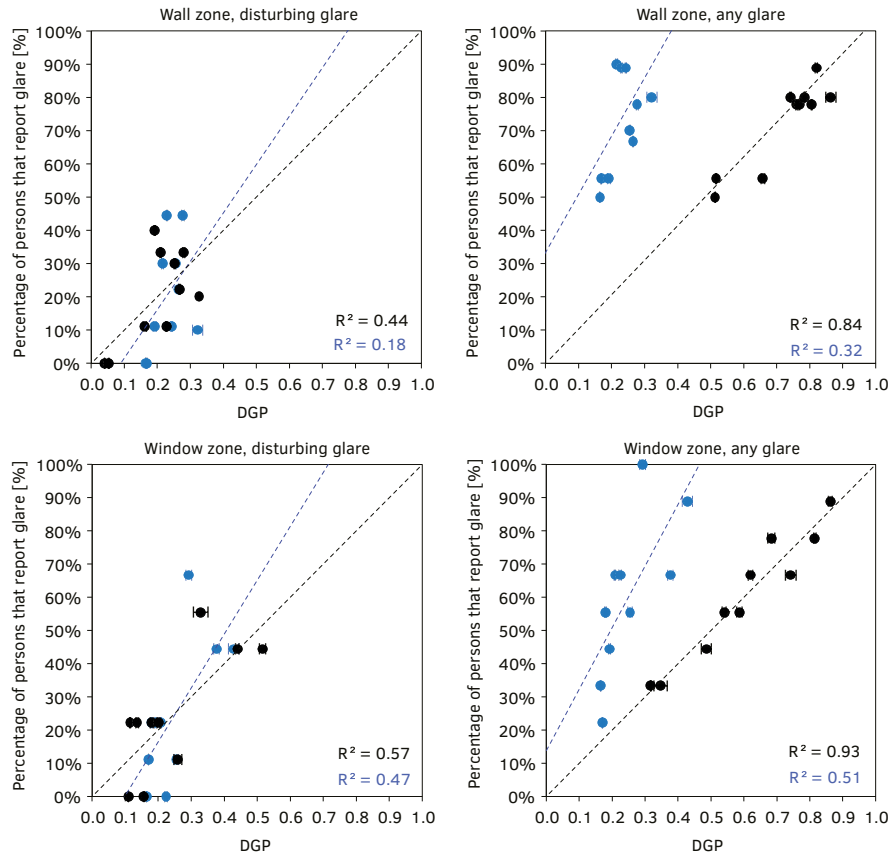 Wall zone, disturbing glare
Percentage of persons that report glare [%]
100%
90%
80%
70%
60%
50%
40%
30%
20%
10%
0%
R² = 0.44
R² = 0.18
0.0 0.1 0.2 0.3 0.4 0.5 0.6 0.7 0.8 0.9 1.0
DGP
Wall zone, any glare
Percentage of persons that report glare [%]
100%
90%
80%
70%
60%
50%
40%
30%
20%
10%
0%
R² = 0.84
R² = 0.32
0.0 0.1 0.2 0.3 0.4 0.5 0.6 0.7 0.8 0.9 1.0
DGP
Window zone, disturbing glare
Percentage of persons that report glare [%]
100%
90%
80%
70%
60%
50%
40%
30%
20%
10%
0%
R² = 0.57
R² = 0.47
0.0 0.1 0.2 0.3 0.4 0.5 0.6 0.7 0.8 0.9 1.0
DGP
Window zone, any glare
Percentage of persons that report glare [%]
100%
90%
80%
70%
60%
50%
40%
30%
20%
10%
0%
R² = 0.93
R² = 0.51
0.0 0.1 0.2 0.3 0.4 0.5 0.6 0.7 0.8 0.9 1.0
DGP